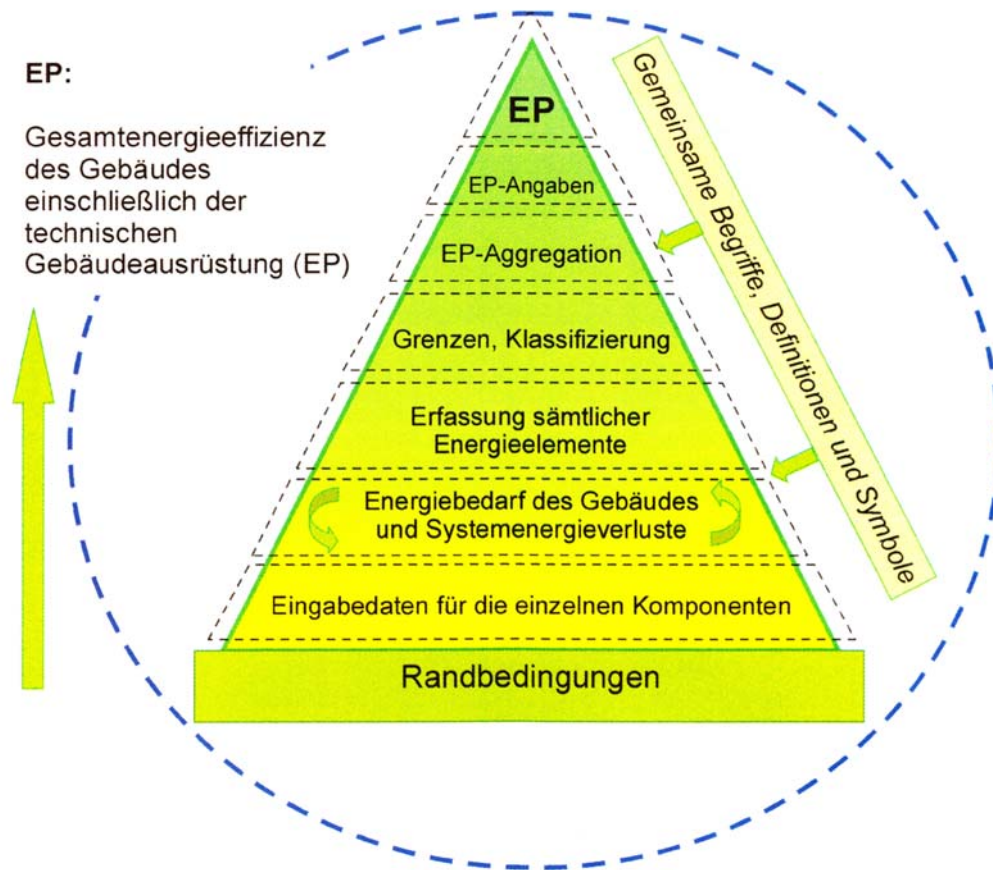 EP:
Gesamtenergieeffizienz
des Gebäudes
einschließlich der
technischen
Gebäudeausrüstung (EP)
EP
EP-Angaben
EP-Aggregation
Grenzen, Klassifizierung
Erfassung sämtlicher
Energieelemente
Energiebedarf des Gebäudes
und Systemenergieverluste
Eingabedaten für die einzelnen Komponenten
Randbedingungen
Gemeinsame Begriffe, Definitionen und Symbole